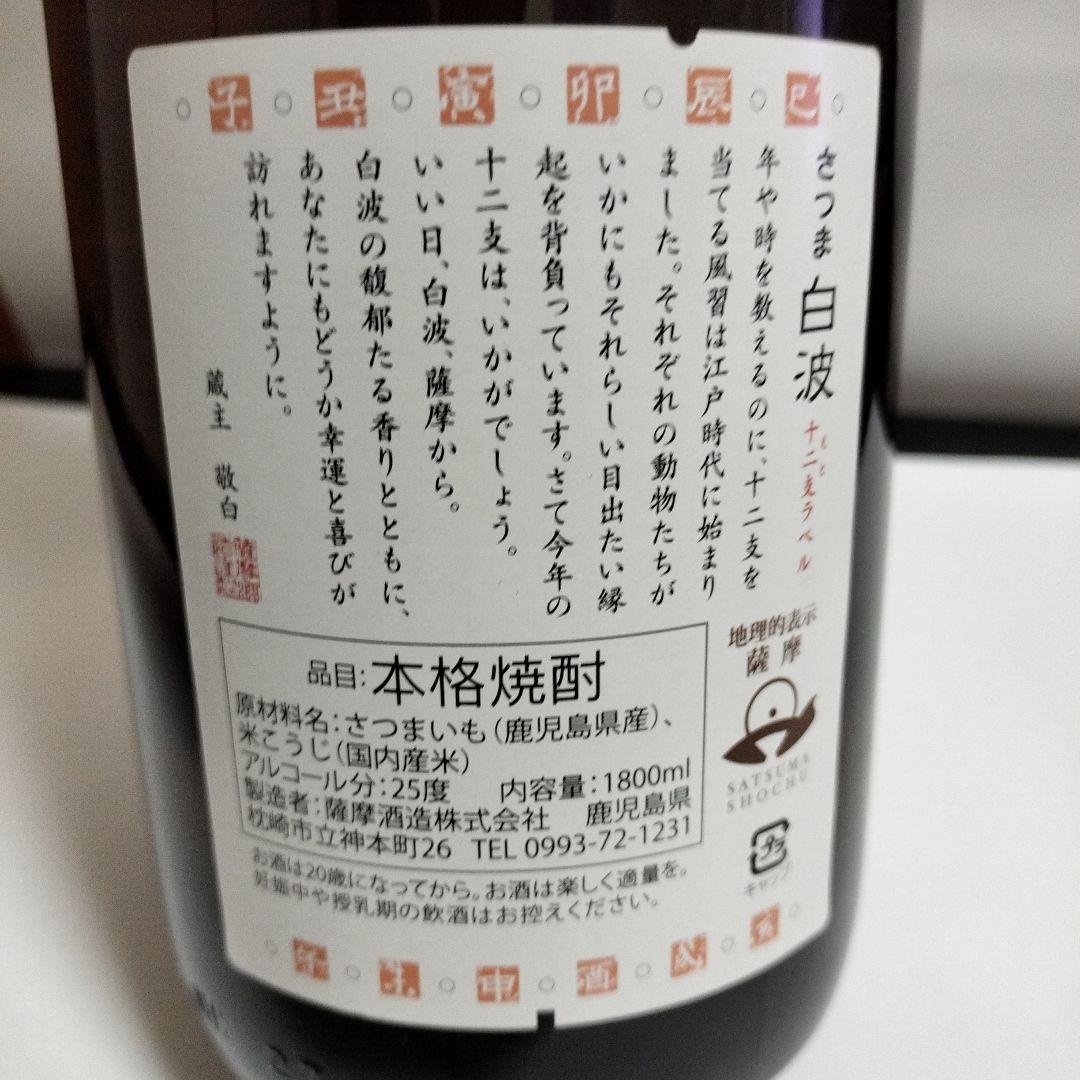 子 丑 寅 卯 辰 巳
さつま白波 十二支ラベル
えと
年や時を数えるのに、十二支を
当てる風習は江戸時代に始まり
ました。それぞれの動物たちが
いかにもそれらしい目出たい縁
起を背負っています。さて今年の
十二支は、いかがでしょう。
いい日、白波、薩摩から。
白波の馥郁たる香りとともに、
あなたにもどうか幸運と喜びが
訪れますように。
蔵主 敬白
地理的表示
薩摩
SATSUMA
SHOCHU
品目:本格焼酎
原材料名:さつまいも(鹿児島県産)、
米こうじ(国内産米)
アルコール分:25度 内容量:1800ml
製造者:薩摩酒造株式会社 鹿児島県
枕崎市立神本町26 TEL 0993-72-1231
プラ
キャップ
お酒は20歳になってから。お酒は楽しく適量を。
妊娠中や授乳期の飲酒はお控えください。
午 未 申 酉 戌 亥